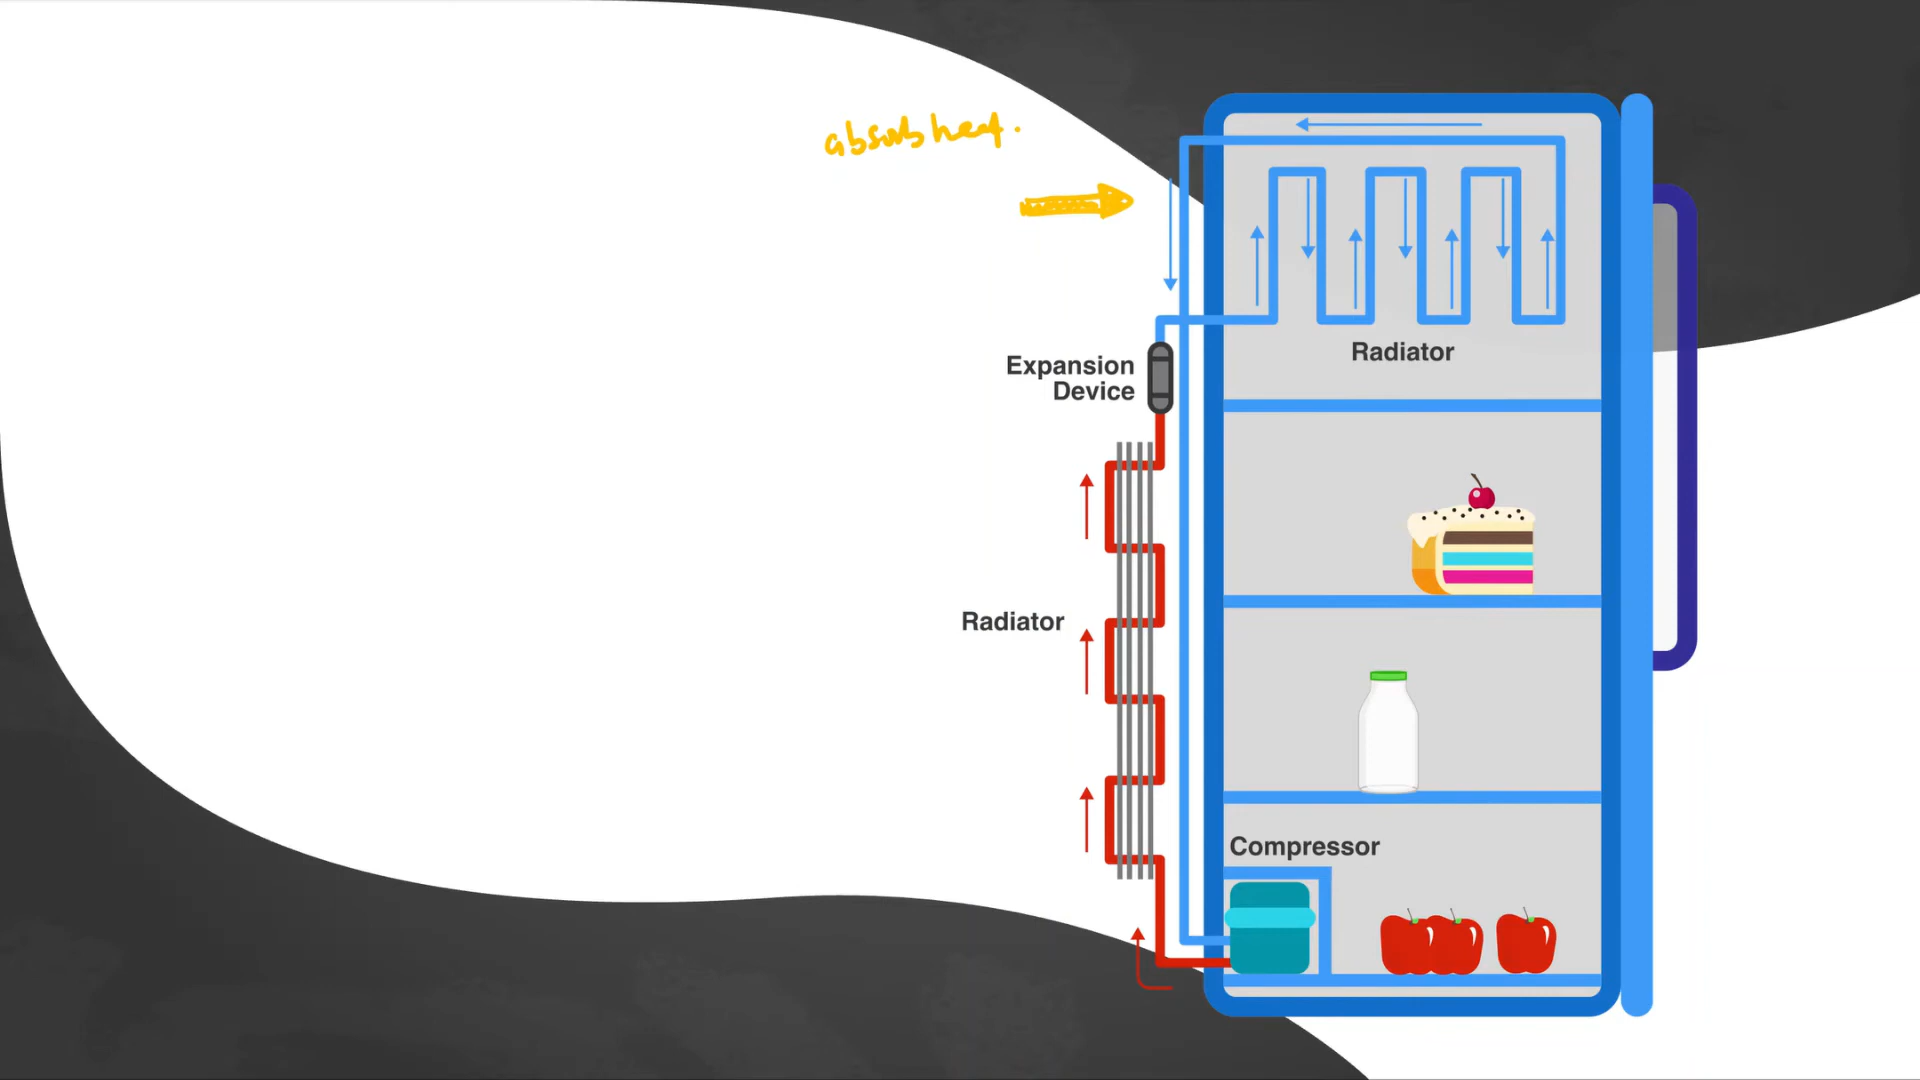 absorb heat.
Expansion
Device
Radiator
Radiator
Compressor